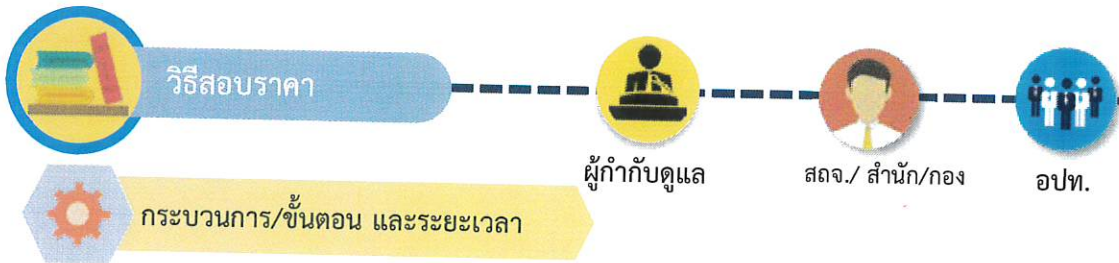 วิธีสอบราคา
ผู้กำกับดูแล
สถจ./ สำนัก/กอง
อปท.
กระบวนการ/ขั้นตอน และระยะเวลา